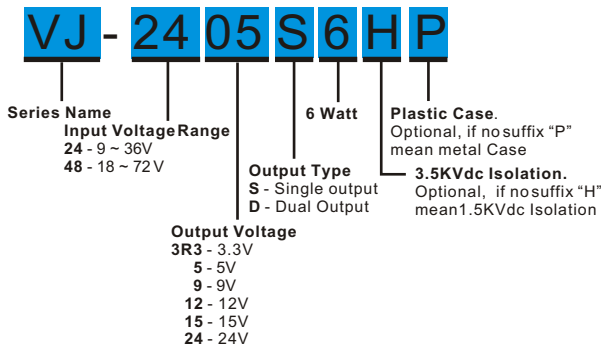 VJ-2405S6HP
Series Name
Input Voltage Range
24 - 9 ~ 36V
48 - 18 ~ 72V
Output Voltage
3R3 - 3.3V
5 - 5V
9 - 9V
12 - 12V
15 - 15V
24 - 24V
Output Type
S - Single output
D - Dual Output
6 Watt
Plastic Case.
Optional, if no suffix “P”
mean metal Case
3.5KVdc Isolation.
Optional, if no suffix “H”
mean1.5KVdc Isolation